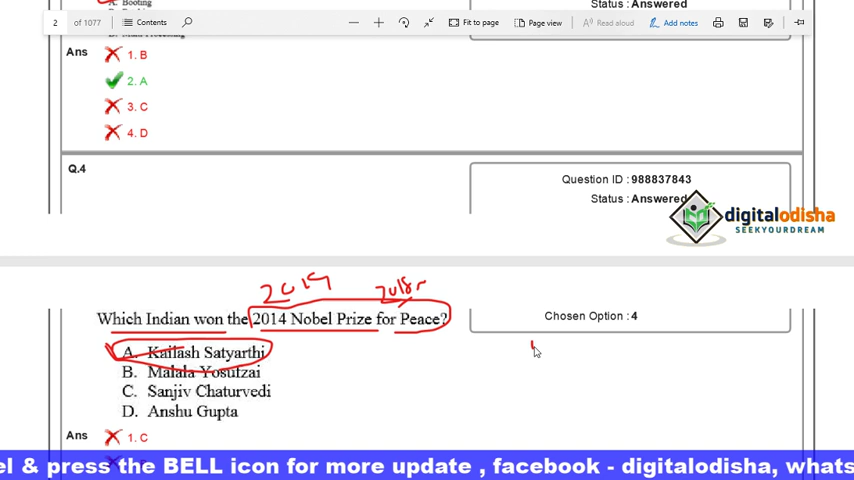 A. Booting
Status : Answered
2 of 1077
Contents
Fit to page
Page view
Read aloud
Add notes
Ans
1. B
2. A
3. C
4. D
Q.4
Question ID : 988837843
Status : Answered
digitalodisha
SEEKYOURDREAM
2019
2018
Which Indian won the 2014 Nobel Prize for Peace?
Chosen Option : 4
A. Kailash Satyarthi
B. Malala Yosufzai
C. Sanjiv Chaturvedi
D. Anshu Gupta
Ans
1. C
el & press the BELL icon for more update , facebook - digitalodisha, whats